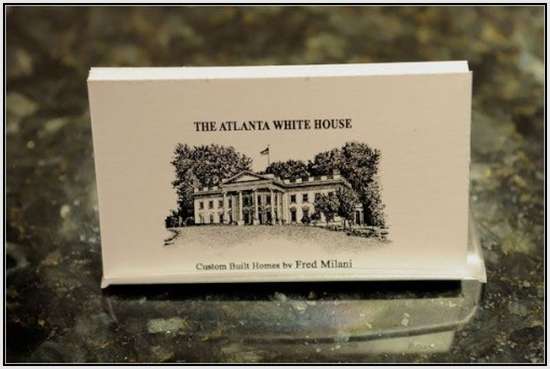 THE ATLANTA WHITE HOUSE
Custom Built Homes by Fred Milani